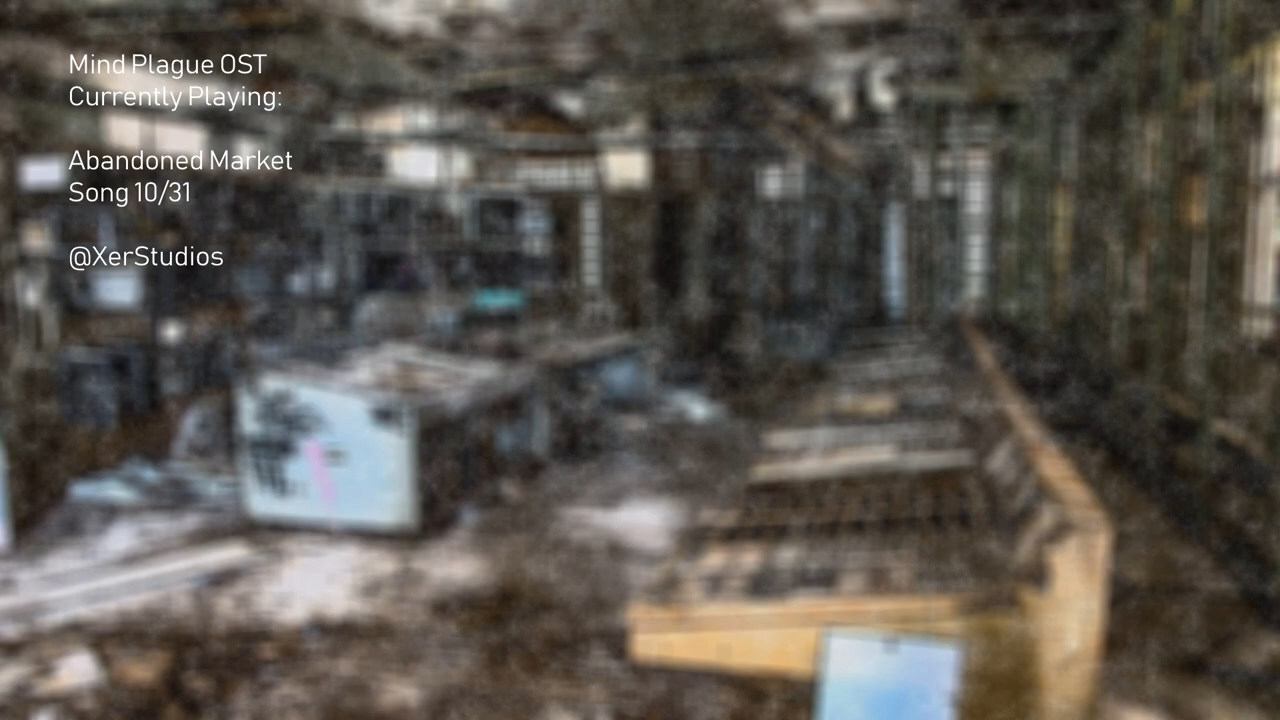 Mind Plague OST
Currently Playing:
Abandoned Market
Song 10/31
@XerStudios